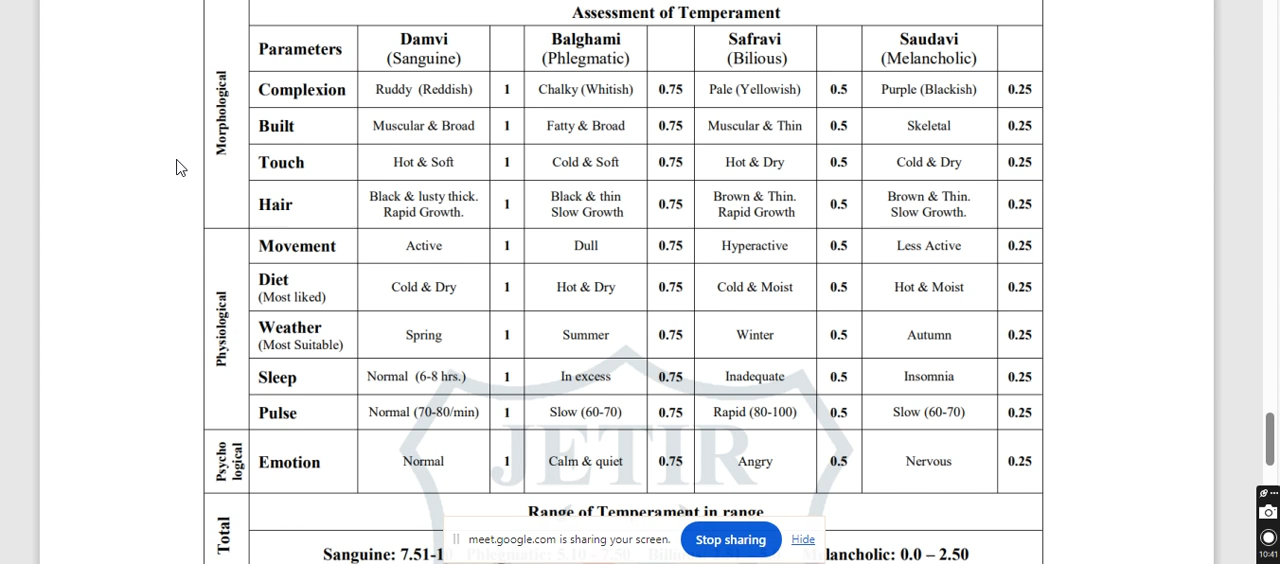 Assessment of Temperament
Morphological
Parameters
Damvi
(Sanguine)
Balghami
(Phlegmatic)
Safravi
(Bilious)
Saudavi
(Melancholic)
Complexion Ruddy (Reddish) 1 Chalky (Whitish) 0.75 Pale (Yellowish) 0.5 Purple (Blackish) 0.25
Built Muscular & Broad 1 Fatty & Broad 0.75 Muscular & Thin 0.5 Skeletal 0.25
Touch Hot & Soft 1 Cold & Soft 0.75 Hot & Dry 0.5 Cold & Dry 0.25
Hair
Black & lusty thick.
Rapid Growth.
1
Black & thin
Slow Growth
0.75
Brown & Thin.
Rapid Growth
0.5
Brown & Thin.
Slow Growth.
0.25
Physiological
Movement Active 1 Dull 0.75 Hyperactive 0.5 Less Active 0.25
Diet
(Most liked)
Cold & Dry 1 Hot & Dry 0.75 Cold & Moist 0.5 Hot & Moist 0.25
Weather
(Most Suitable)
Spring 1 Summer 0.75 Winter 0.5 Autumn 0.25
Sleep Normal (6-8 hrs.) 1 In excess 0.75 Inadequate 0.5 Insomnia 0.25
Pulse Normal (70-80/min) 1 Slow (60-70) 0.75 Rapid (80-100) 0.5 Slow (60-70) 0.25
Psycho
logical
Emotion Normal 1 Calm & quiet 0.75 Angry 0.5 Nervous 0.25
JETIR
Total
Range of Temperament in range
meet.google.com is sharing your screen. Stop sharing Hide
Sanguine: 7.51-1 lancholic: 0.0 – 2.50
10:41